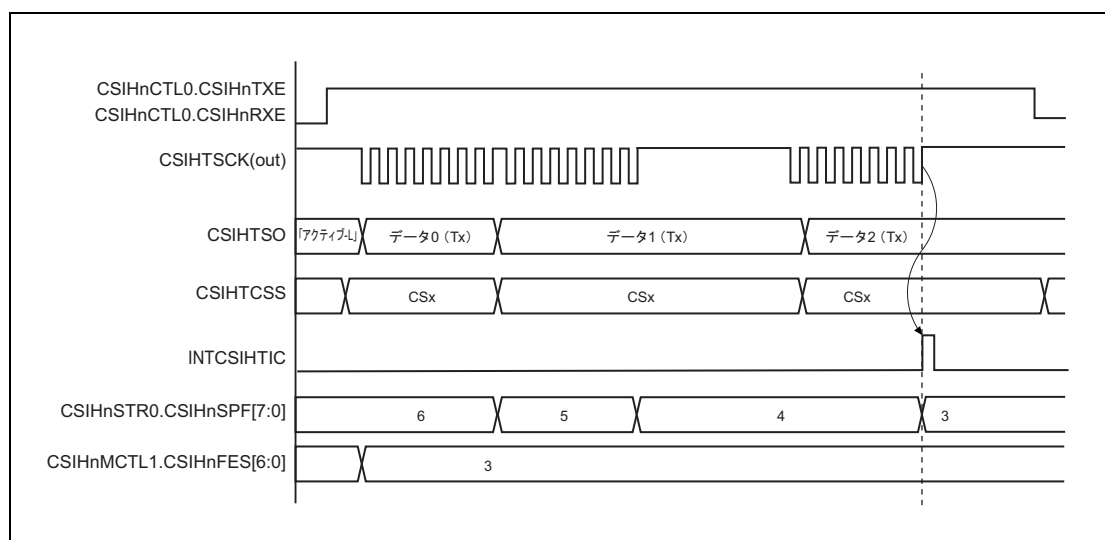 CSIHnCTL0.CSIHnTXE
CSIHnCTL0.CSIHnRXE
CSIHTSCK(out)
CSIHTSO
「アクティブ-L」 データ0（Tx） データ1（Tx） データ2（Tx）
CSIHTCSS
CSx CSx CSx
INTCSIHTIC
CSIHnSTR0.CSIHnSPF[7:0]
6 5 4 3
CSIHnMCTL1.CSIHnFES[6:0]
3